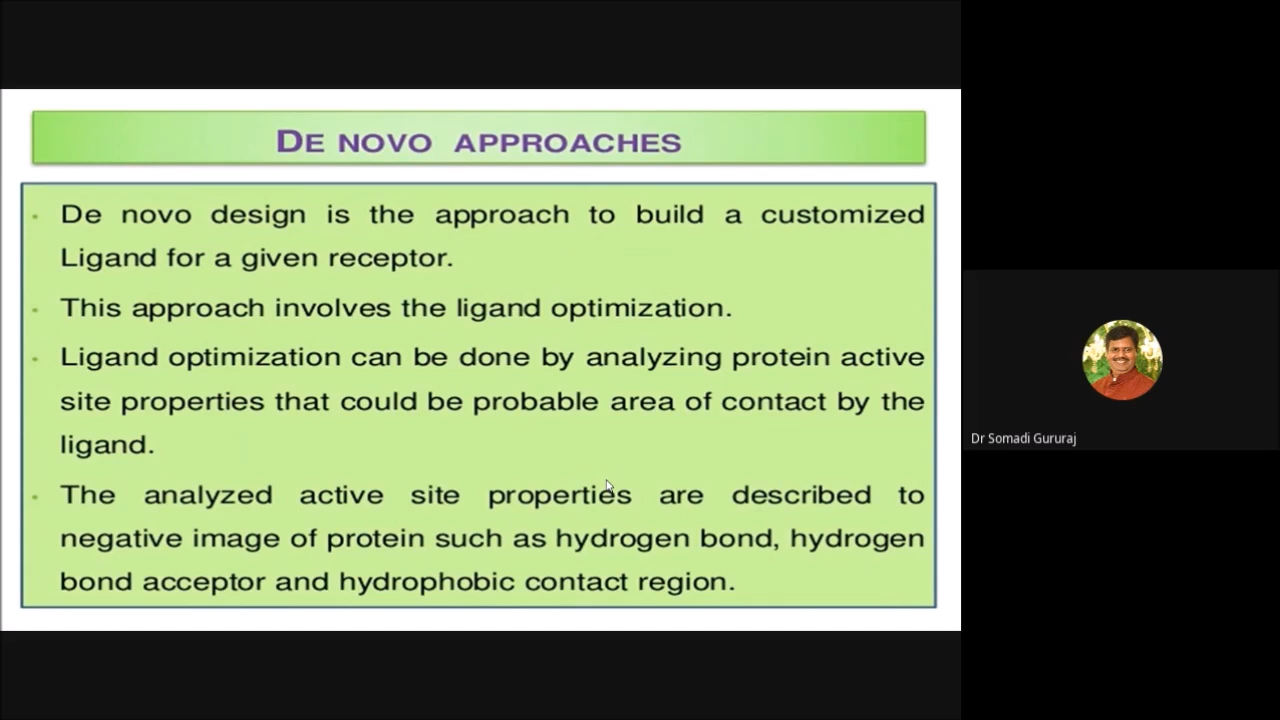 DE NOVO APPROACHES
De novo design is the approach to build a customized
Ligand for a given receptor.
This approach involves the ligand optimization.
Ligand optimization can be done by analyzing protein active
site properties that could be probable area of contact by the
ligand.
The analyzed active site properties are described to
negative image of protein such as hydrogen bond, hydrogen
bond acceptor and hydrophobic contact region.
Dr Somadi Gururaj